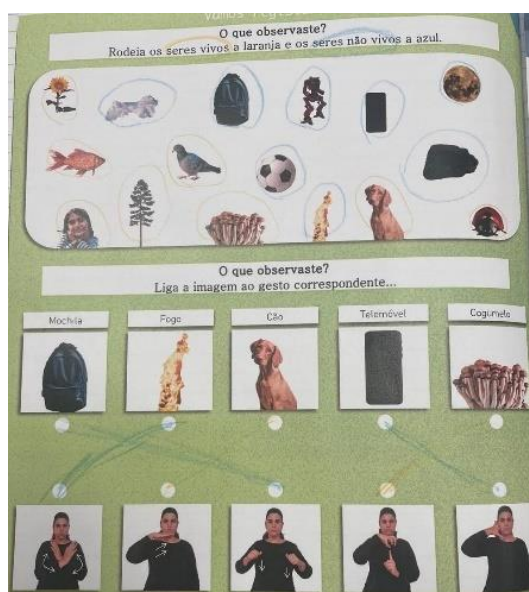 O que observaste?
Rodeia os seres vivos a laranja e os seres não vivos a azul.
O que observaste?
Liga a imagem ao gesto correspondente...
Mochila
Fogo
Cão
Telemóvel
Cogumelo